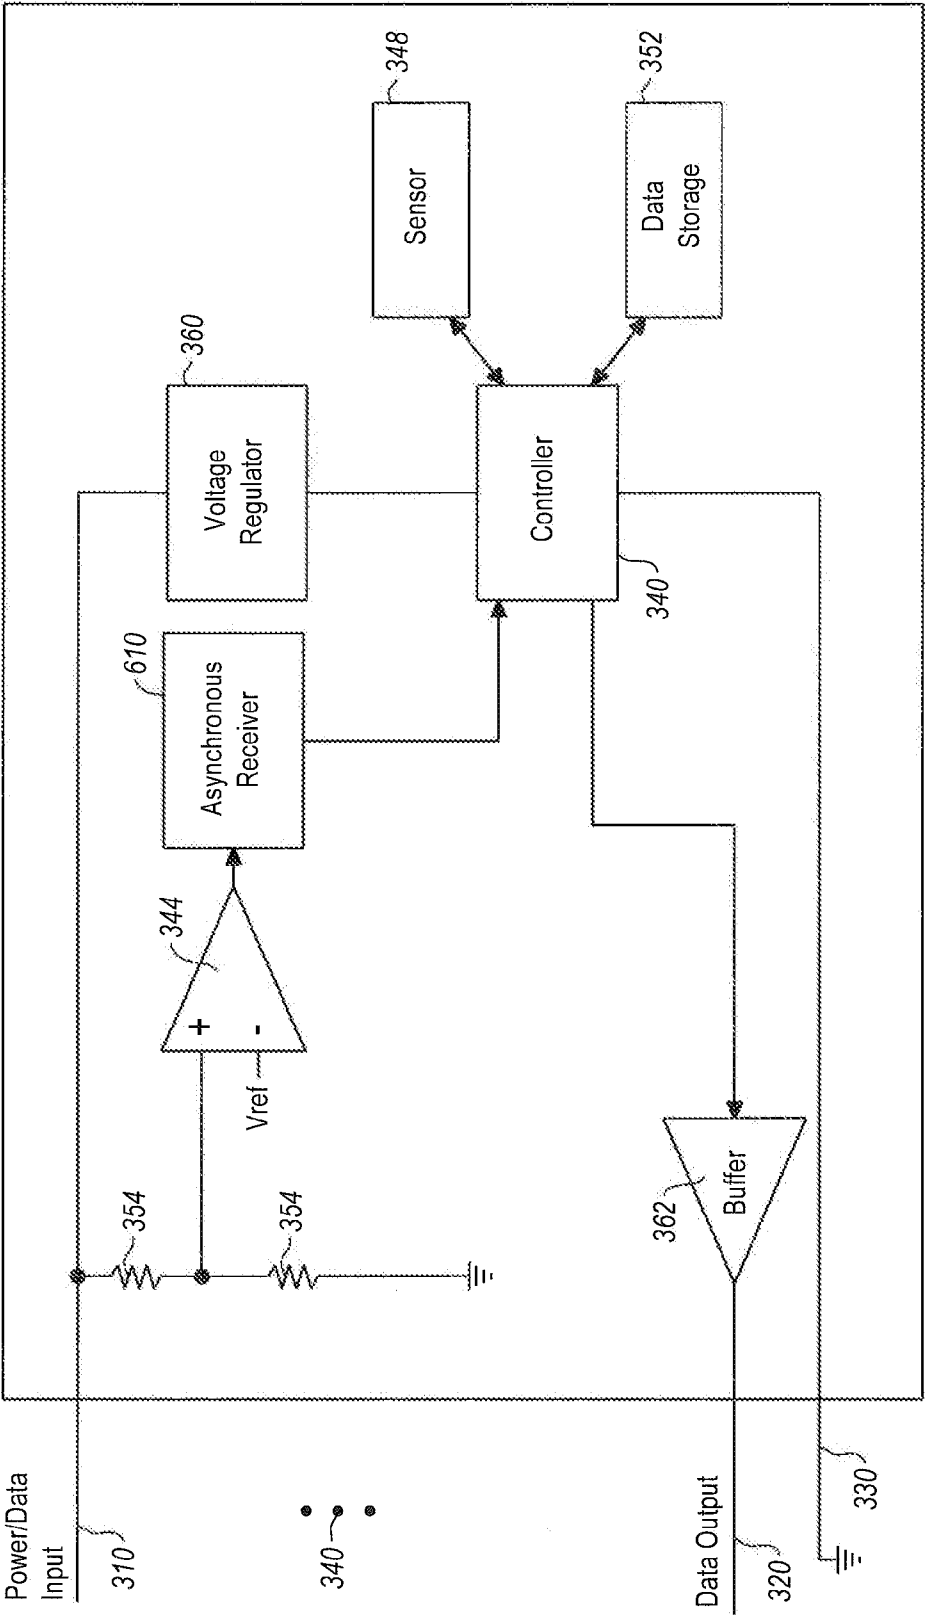 Power/Data
Input
310
354
354
Vref
+
-
344
Asynchronous
Receiver
610
Voltage
Regulator
360
Sensor
348
Data
Storage
352
Controller
340
Buffer
362
340
Data Output
320
330